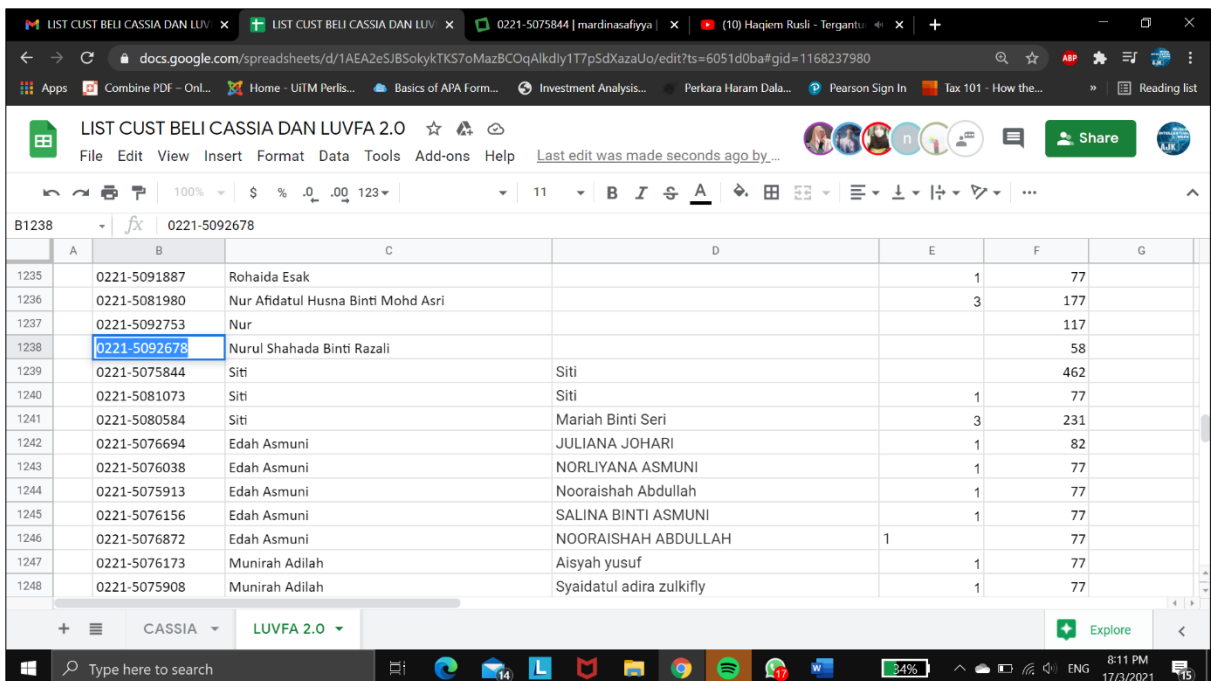 LIST CUST BELI CASSIA DAN LUV
LIST CUST BELI CASSIA DAN LUV
0221-5075844 | mardinasafiyya |
(10) Haqiem Rusli - Tergantu
docs.google.com/spreadsheets/d/1AEA2eSJBSokykTKS7oMazBCOqAlkdIy1T7pSdXazaUo/edit?ts=6051d0ba#gid=1168237980
ABP
Apps Combine PDF – Onl... Home - UiTM Perlis... Basics of APA Form... Investment Analysis... Perkara Haram Dala... Pearson Sign In Tax 101 - How the... » Reading list
LIST CUST BELI CASSIA DAN LUVFA 2.0
n
Share
File Edit View Insert Format Data Tools Add-ons Help Last edit was made seconds ago by ...
100% $ % .0 .00 123 11 B I S A ...
B1238 fx 0221-5092678
A B C D E F G
1235 0221-5091887 Rohaida Esak 1 77
1236 0221-5081980 Nur Afidatul Husna Binti Mohd Asri 3 177
1237 0221-5092753 Nur 117
1238 0221-5092678 Nurul Shahada Binti Razali 58
1239 0221-5075844 Siti Siti 462
1240 0221-5081073 Siti Siti 1 77
1241 0221-5080584 Siti Mariah Binti Seri 3 231
1242 0221-5076694 Edah Asmuni JULIANA JOHARI 1 82
1243 0221-5076038 Edah Asmuni NORLIYANA ASMUNI 1 77
1244 0221-5075913 Edah Asmuni Nooraishah Abdullah 1 77
1245 0221-5076156 Edah Asmuni SALINA BINTI ASMUNI 1 77
1246 0221-5076872 Edah Asmuni NOORAISHAH ABDULLAH 1 77
1247 0221-5076173 Munirah Adilah Aisyah yusuf 1 77
1248 0221-5075908 Munirah Adilah Syaidatul adira zulkifly 1 77
CASSIA LUVFA 2.0 Explore
Type here to search 14 L 17 W 34% ENG 8:11 PM
17/3/2021 15